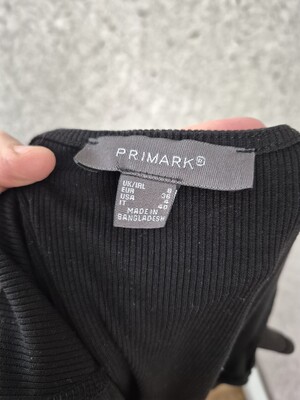 PRIMARK®
UK/IRL 8
EUR 36
USA 4
IT 40
MADE IN
BANGLADESH